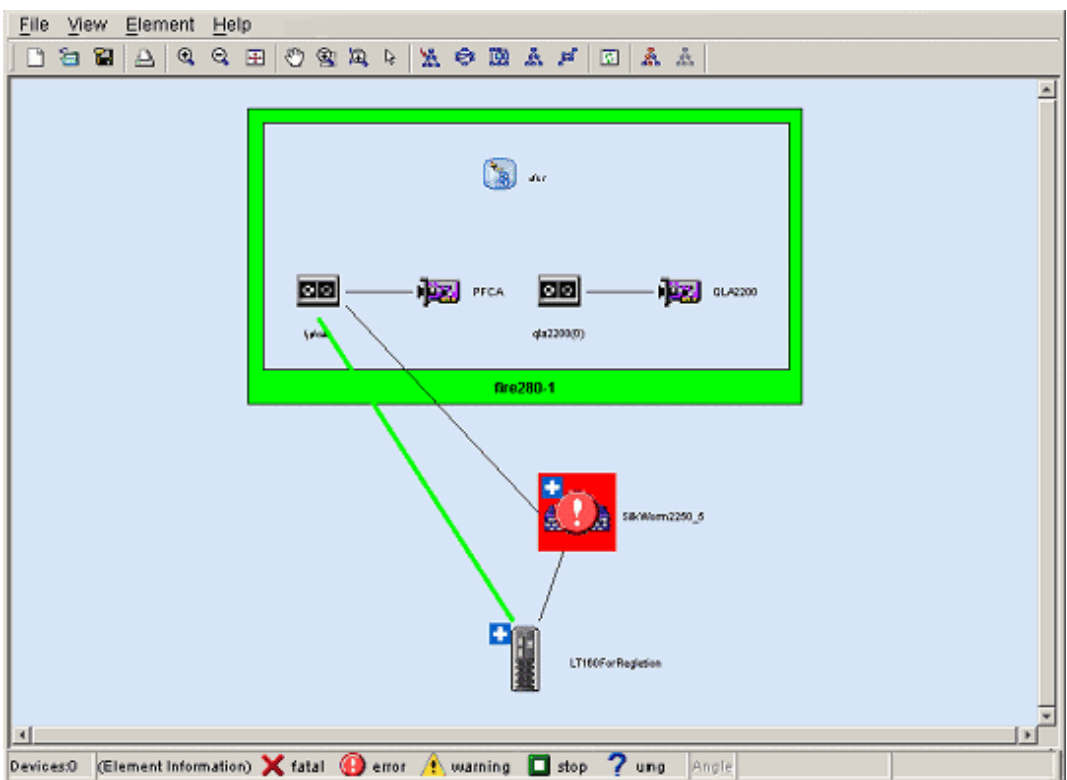 File View Element Help
PFCA
QLA2200
qla2200(0)
fire280-1
SilkWorm2250_5
LT160ForRegletion
Devices:0 (Element Information) fatal error warning stop Angle